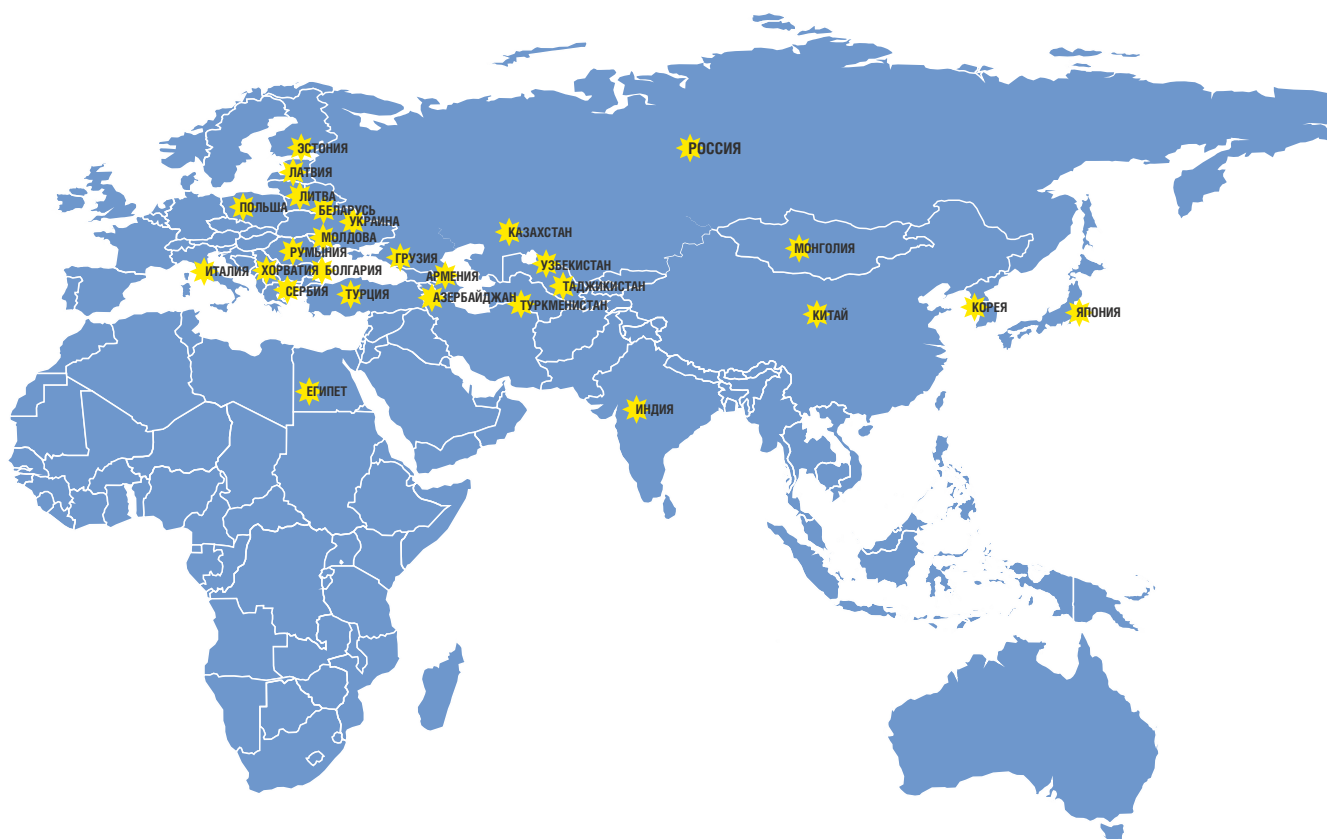 ЭСТОНИЯ
РОССИЯ
ЛАТВИЯ
ЛИТВА
ПОЛЬША
БЕЛАРУСЬ
УКРАИНА
КАЗАХСТАН
МОЛДОВА
МОНГОЛИЯ
РУМЫНИЯ
ГРУЗИЯ
УЗБЕКИСТАН
ИТАЛИЯ
ХОРВАТИЯ
БОЛГАРИЯ
АРМЕНИЯ
ТАДЖИКИСТАН
СЕРБИЯ
ТУРЦИЯ
АЗЕРБАЙДЖАН
ТУРКМЕНИСТАН
КОРЕЯ
ЯПОНИЯ
КИТАЙ
ЕГИПЕТ
ИНДИЯ